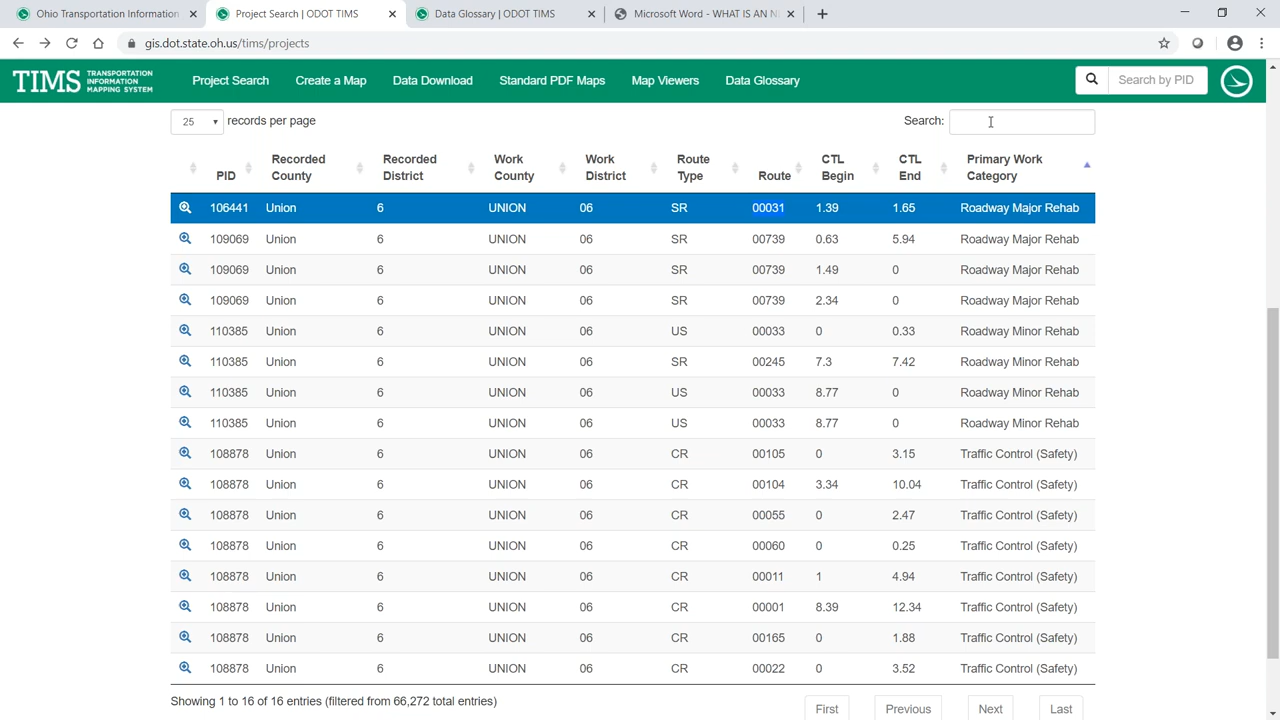 Ohio Transportation Information
Project Search | ODOT TIMS
Data Glossary | ODOT TIMS
Microsoft Word - WHAT IS AN N
gis.dot.state.oh.us/tims/projects
TIMS TRANSPORTATION INFORMATION MAPPING SYSTEM
Project Search Create a Map Data Download Standard PDF Maps Map Viewers Data Glossary Search by PID
25 records per page Search:
PID Recorded County Recorded District Work County Work District Route Type Route CTL Begin CTL End Primary Work Category
106441 Union 6 UNION 06 SR 00031 1.39 1.65 Roadway Major Rehab
109069 Union 6 UNION 06 SR 00739 0.63 5.94 Roadway Major Rehab
109069 Union 6 UNION 06 SR 00739 1.49 0 Roadway Major Rehab
109069 Union 6 UNION 06 SR 00739 2.34 0 Roadway Major Rehab
110385 Union 6 UNION 06 US 00033 0 0.33 Roadway Minor Rehab
110385 Union 6 UNION 06 SR 00245 7.3 7.42 Roadway Minor Rehab
110385 Union 6 UNION 06 US 00033 8.77 0 Roadway Minor Rehab
110385 Union 6 UNION 06 US 00033 8.77 0 Roadway Minor Rehab
108878 Union 6 UNION 06 CR 00105 0 3.15 Traffic Control (Safety)
108878 Union 6 UNION 06 CR 00104 3.34 10.04 Traffic Control (Safety)
108878 Union 6 UNION 06 CR 00055 0 2.47 Traffic Control (Safety)
108878 Union 6 UNION 06 CR 00060 0 0.25 Traffic Control (Safety)
108878 Union 6 UNION 06 CR 00011 1 4.94 Traffic Control (Safety)
108878 Union 6 UNION 06 CR 00001 8.39 12.34 Traffic Control (Safety)
108878 Union 6 UNION 06 CR 00165 0 1.88 Traffic Control (Safety)
108878 Union 6 UNION 06 CR 00022 0 3.52 Traffic Control (Safety)
Showing 1 to 16 of 16 entries (filtered from 66,272 total entries) First Previous Next Last